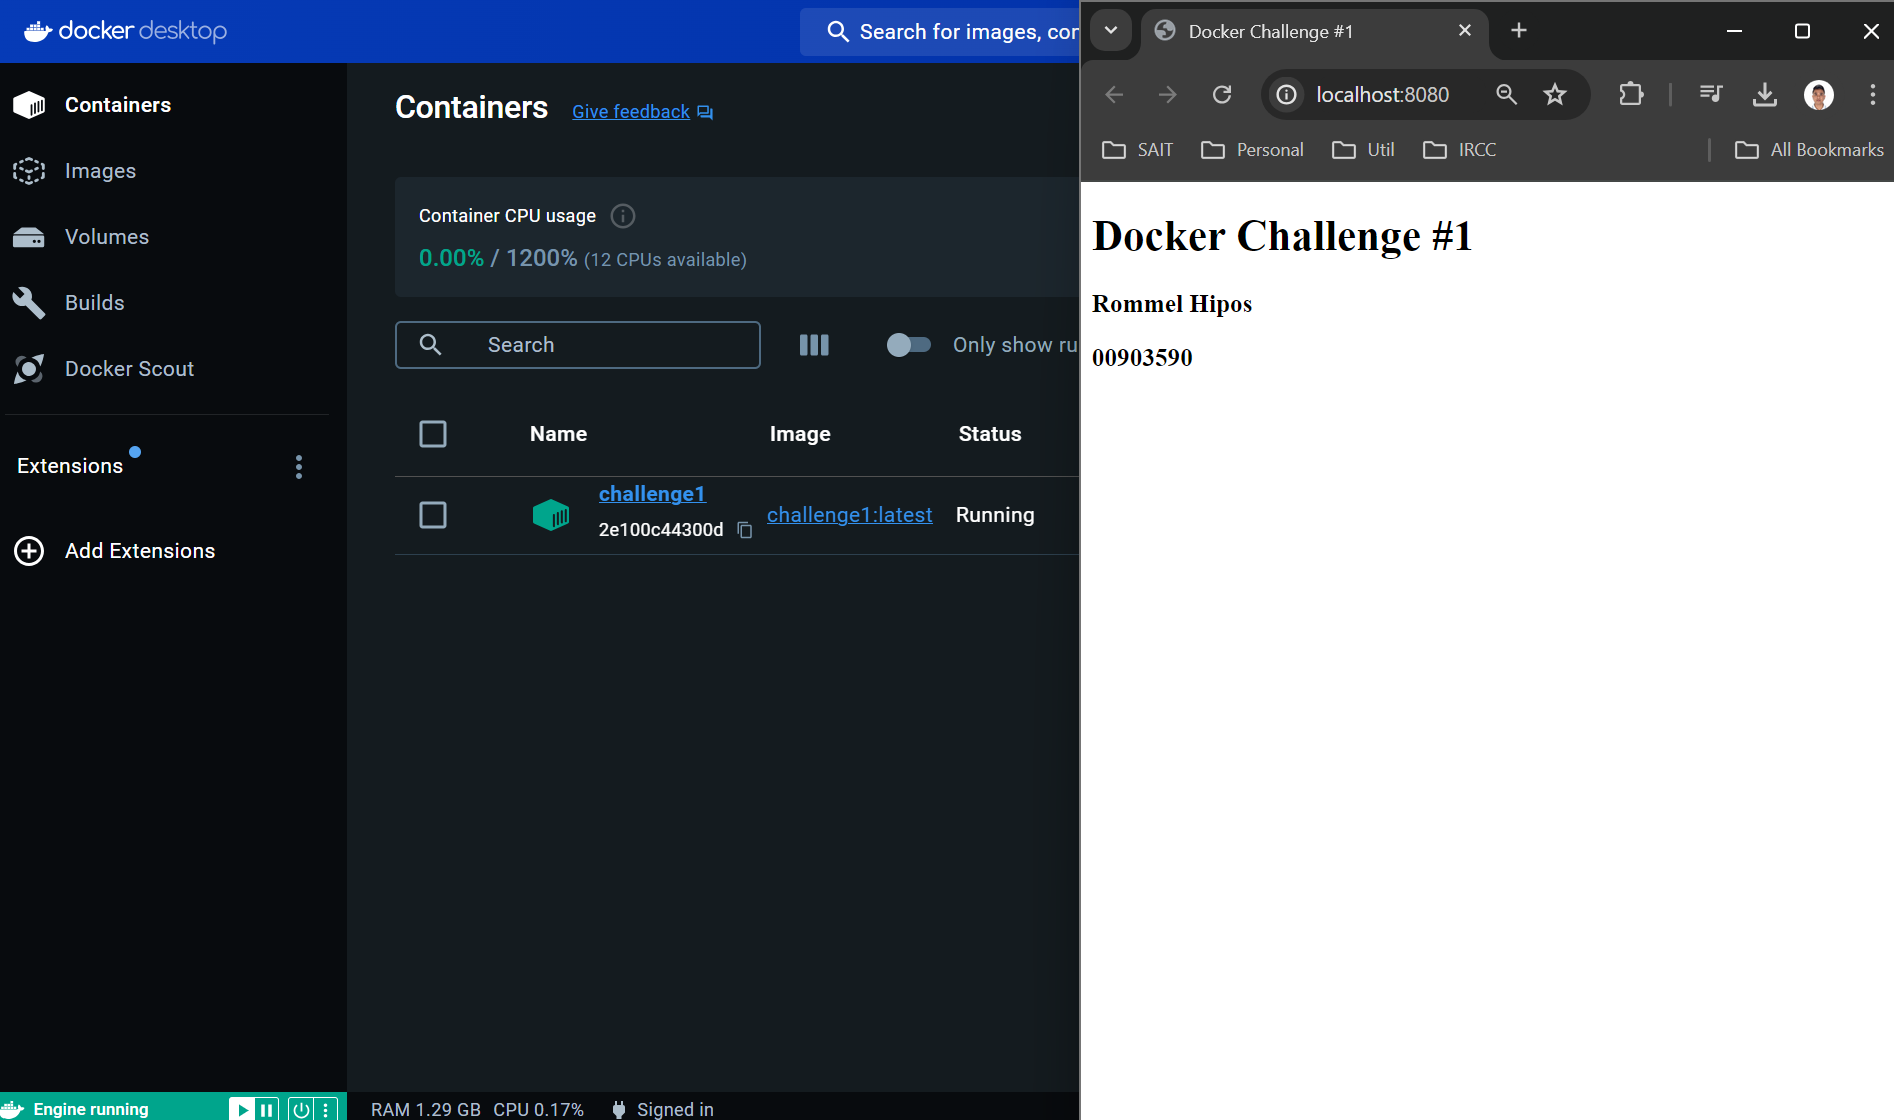 docker desktop
Search for images, cor
Containers
Images
Volumes
Builds
Docker Scout
Extensions
Add Extensions
Containers
Give feedback
Container CPU usage
0.00% / 1200% (12 CPUs available)
Search
Only show ru
Name Image Status
challenge1
2e100c44300d
challenge1:latest
Running
Engine running
RAM 1.29 GB CPU 0.17% Signed in
Docker Challenge #1
localhost:8080
SAIT Personal Util IRCC All Bookmarks
Docker Challenge #1
Rommel Hipos
00903590